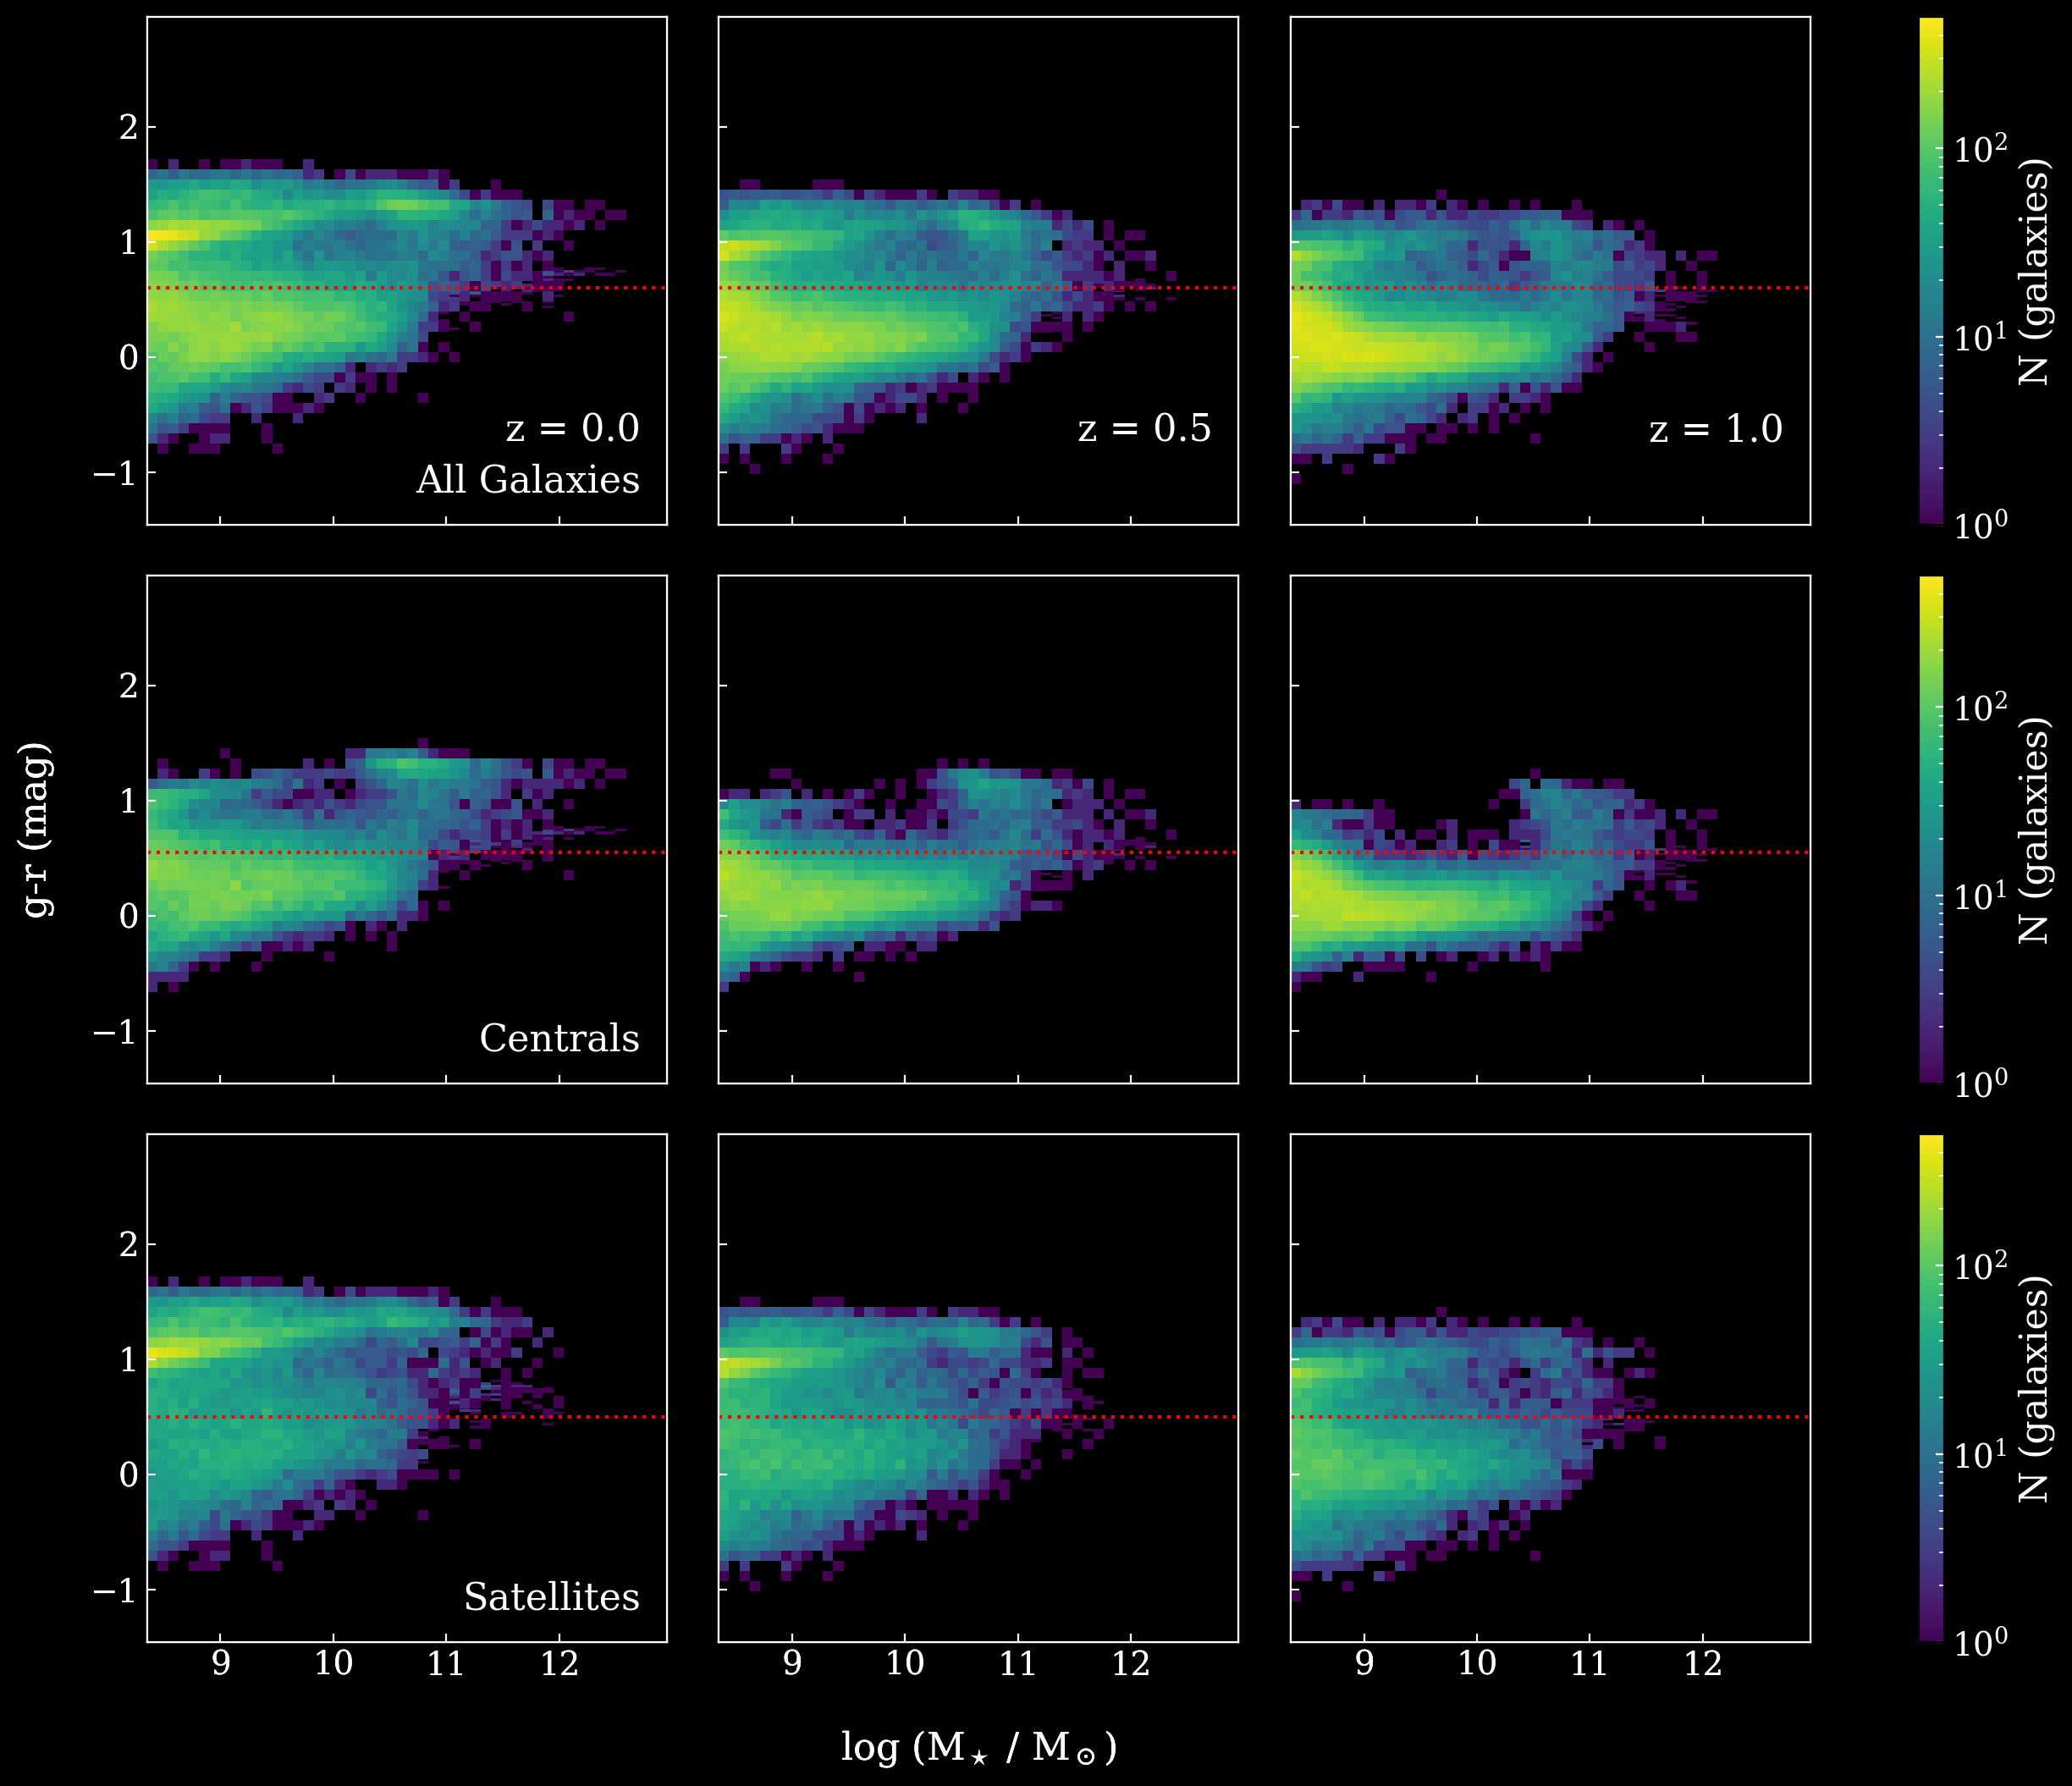 2
1
0
−1
z = 0.0
All Galaxies
z = 0.5
z = 1.0
10²
10¹
10⁰
N (galaxies)
g-r (mag)
2
1
0
−1
Centrals
10²
10¹
10⁰
N (galaxies)
2
1
0
−1
Satellites
10²
10¹
10⁰
N (galaxies)
9 10 11 12
9 10 11 12
9 10 11 12
log (M⋆ / M⊙)